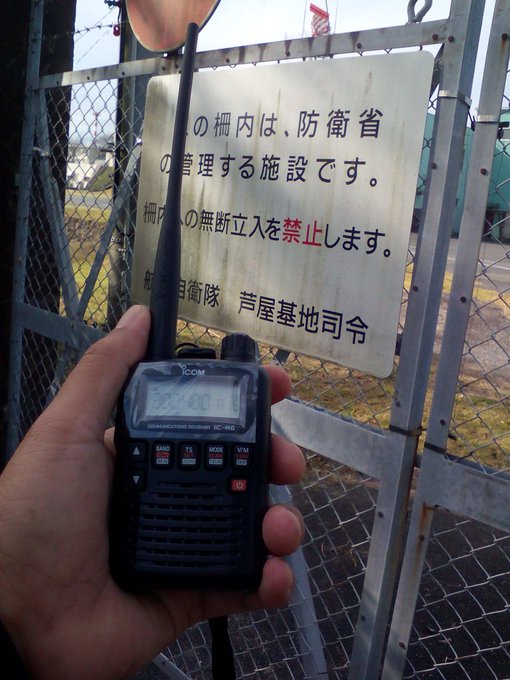 の柵内は、防衛省
の管理する施設です。
柵内への無断立入を禁止します。
航 自衛隊 芦屋基地司令
ICOM
COMMUNICATIONS RECEIVER IC-R6
BAND
TS
MODE
V/M